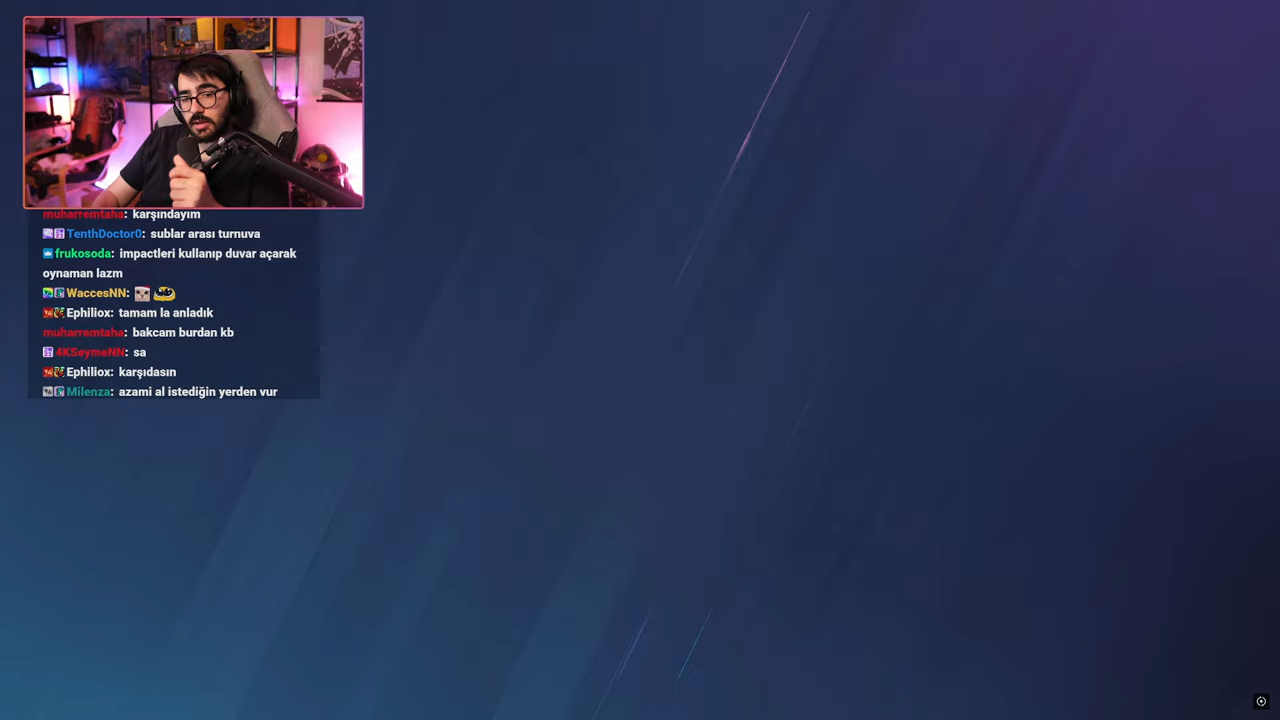 muharremtaha: karşındayım
TenthDoctor0: sublar arası turnuva
frukosoda: impactleri kullanıp duvar açarak
oynaman lazm
WaccesNN:
Ephiliox: tamam la anladık
muharremtaha: bakcam burdan kb
4KSeymeNN: sa
Ephiliox: karşıdasın
Milenza: azami al istediğin yerden vur